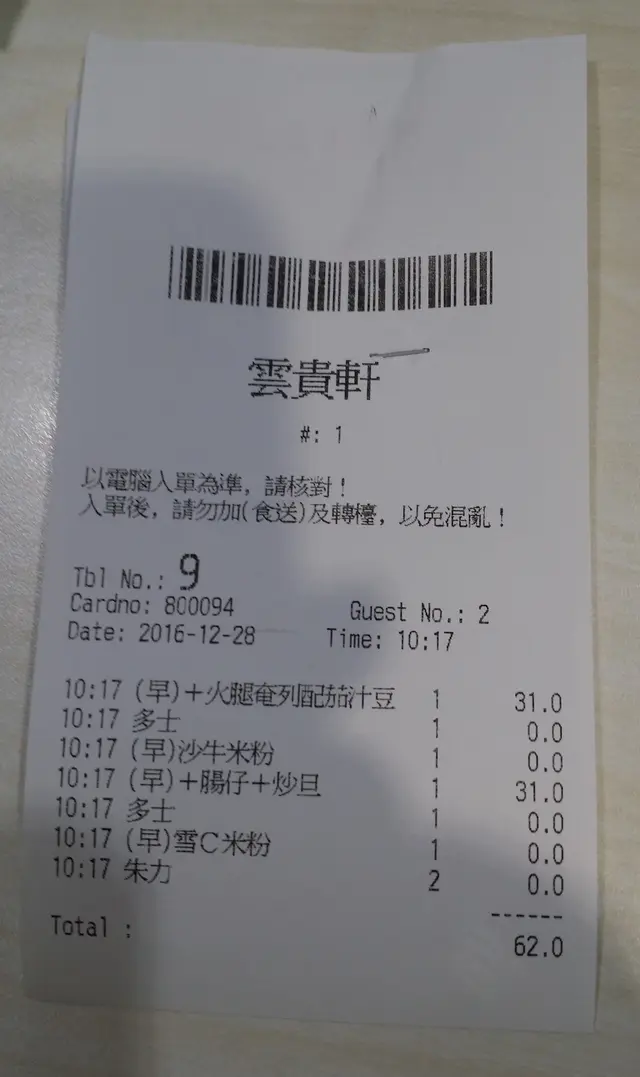 雲貴軒
#: 1
以電腦入單為準, 請核對!
入單後, 請勿加(食送)及轉檯, 以免混亂!
Tbl No.: 9
Cardno: 800094 Guest No.: 2
Date: 2016-12-28 Time: 10:17
10:17 (早)+火腿奄列配茄汁豆 1 31.0
10:17 多士 1 0.0
10:17 (早)沙牛米粉 1 0.0
10:17 (早)+腸仔+炒旦 1 31.0
10:17 多士 1 0.0
10:17 (早)雪C米粉 1 0.0
10:17 朱力 2 0.0
------
Total : 62.0